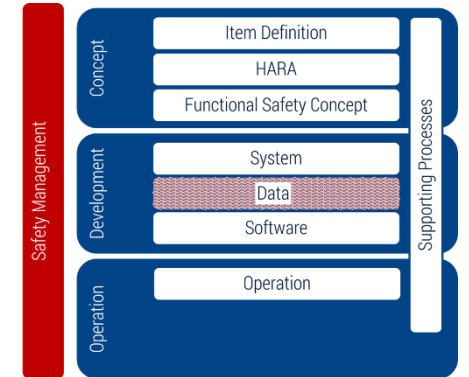 Safety Management
Concept
Item Definition
HARA
Functional Safety Concept
Development
System
Data
Software
Operation
Operation
Supporting Processes